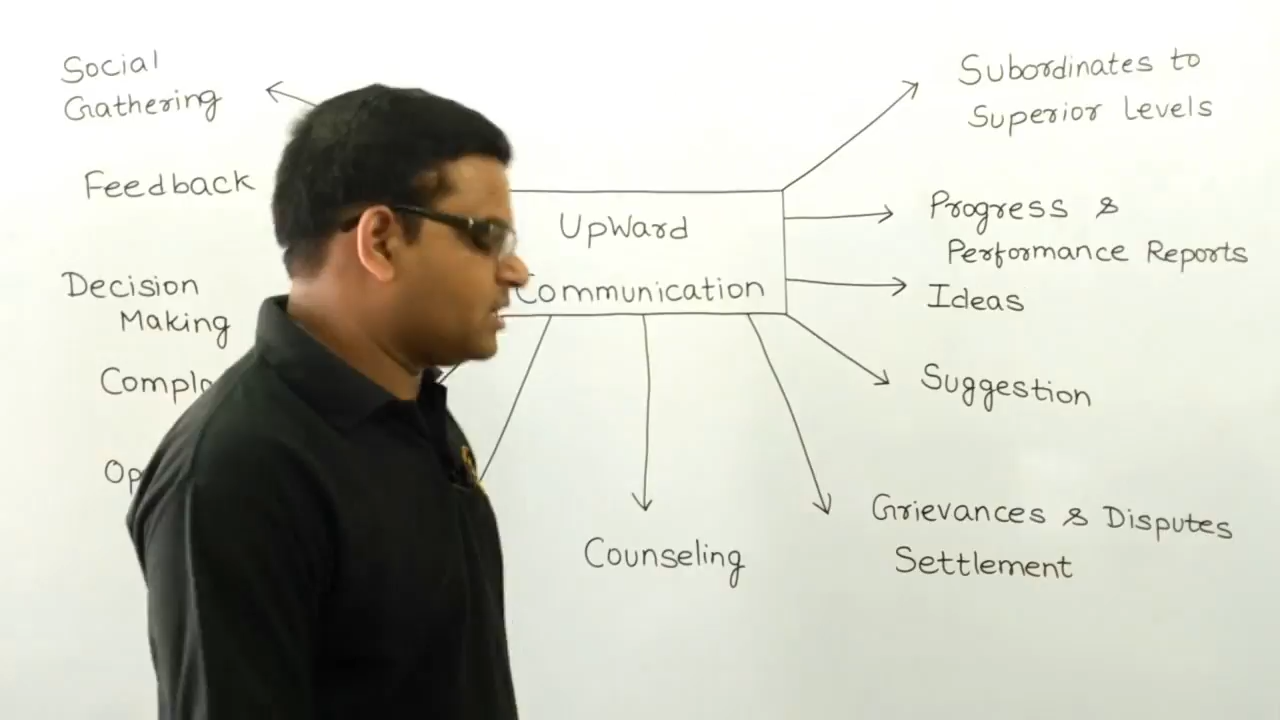 Social
Gathering
Feedback
Decision
Making
Upward
Communication
Subordinates to
Superior Levels
Progress &
Performance Reports
Ideas
Suggestion
Grievances & Disputes
Settlement
Counseling